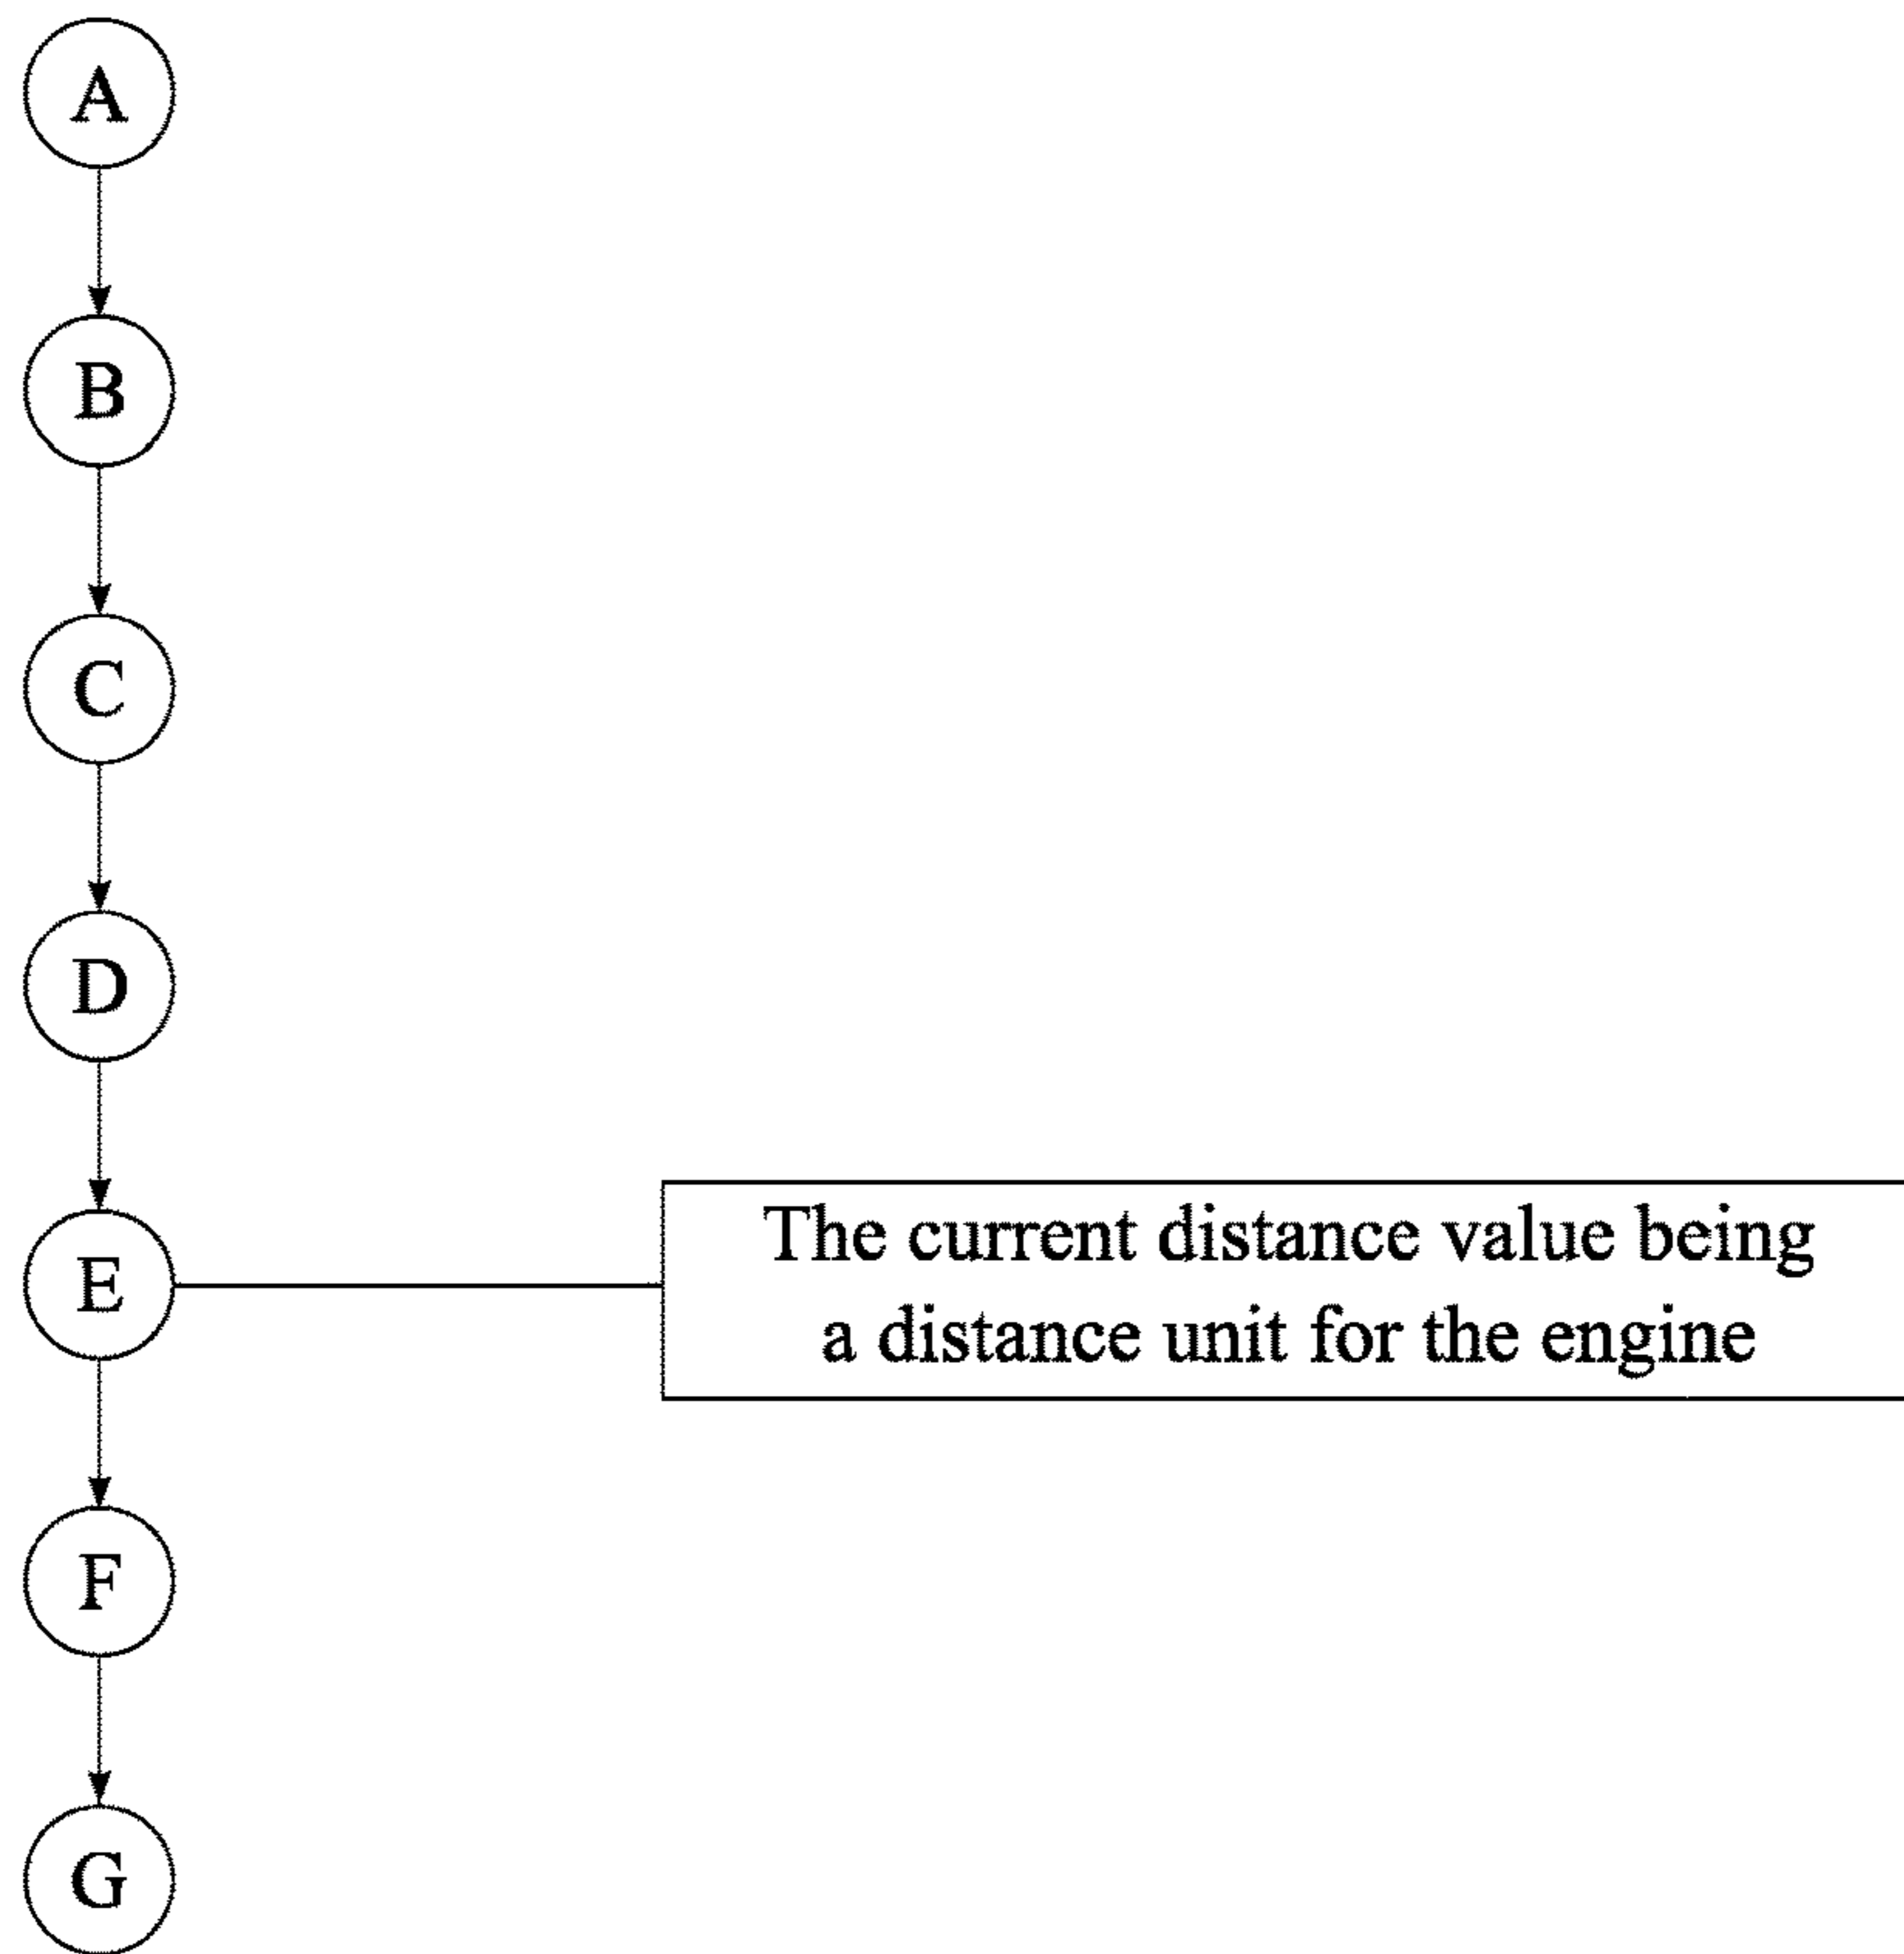 A
B
C
D
E
The current distance value being
a distance unit for the engine
F
G